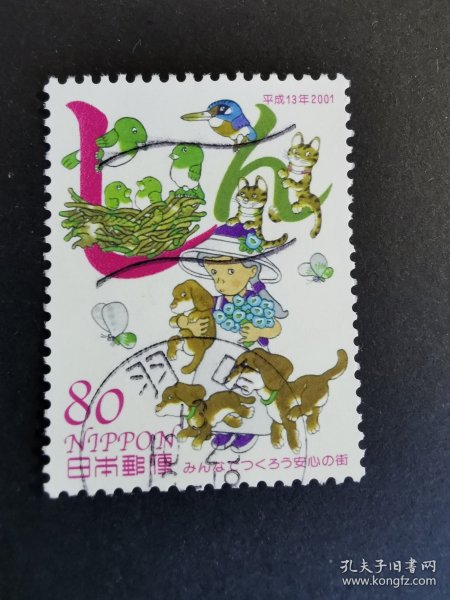 平成13年2001
しん
80
NIPPON
日本郵便
みんなでつくろう安心の街
孔夫子旧书网
www.kongfz.com